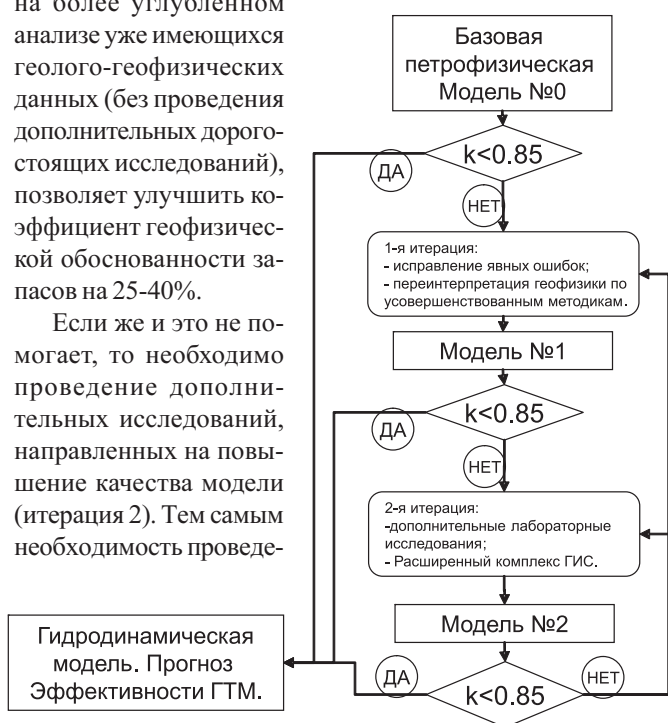 на более углубленном
анализе уже имеющихся
геолого-геофизических
данных (без проведения
дополнительных дорого-
стоящих исследований),
позволяет улучшить ко-
эффициент геофизичес-
кой обоснованности за-
пасов на 25-40%.
Если же и это не по-
могает, то необходимо
проведение дополни-
тельных исследований,
направленных на повы-
шение качества модели
(итерация 2). Тем самым
необходимость проведе-
Базовая
петрофизическая
Модель №0
k<0.85
ДА
НЕТ
1-я итерация:
- исправление явных ошибок;
- переинтерпретация геофизики по
усовершенствованным методикам.
Модель №1
k<0.85
ДА
НЕТ
2-я итерация:
-дополнительные лабораторные
исследования;
- Расширенный комплекс ГИС.
Модель №2
k<0.85
ДА
НЕТ
Гидродинамическая
модель. Прогноз
Эффективности ГТМ.